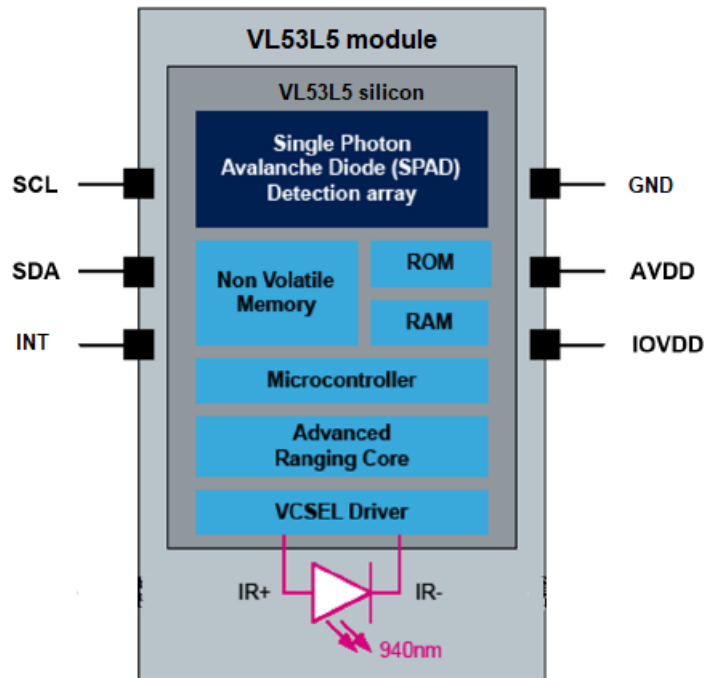 VL53L5 module
VL53L5 silicon
Single Photon
Avalanche Diode (SPAD)
Detection array
SCL
GND
SDA
AVDD
Non Volatile
Memory
ROM
RAM
INT
IOVDD
Microcontroller
Advanced
Ranging Core
VCSEL Driver
IR+
IR-
940nm